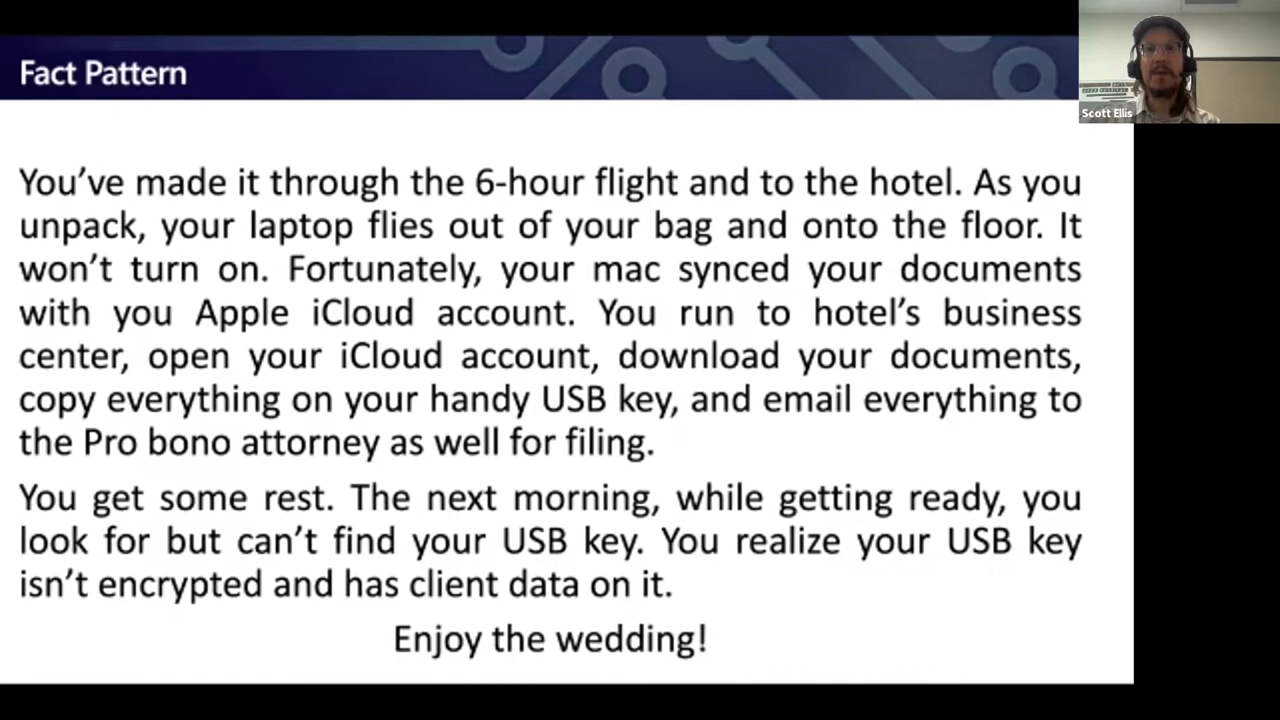 Fact Pattern
Scott Ellis
You've made it through the 6-hour flight and to the hotel. As you
unpack, your laptop flies out of your bag and onto the floor. It
won't turn on. Fortunately, your mac synced your documents
with you Apple iCloud account. You run to hotel's business
center, open your iCloud account, download your documents,
copy everything on your handy USB key, and email everything to
the Pro bono attorney as well for filing.
You get some rest. The next morning, while getting ready, you
look for but can't find your USB key. You realize your USB key
isn't encrypted and has client data on it.
Enjoy the wedding!